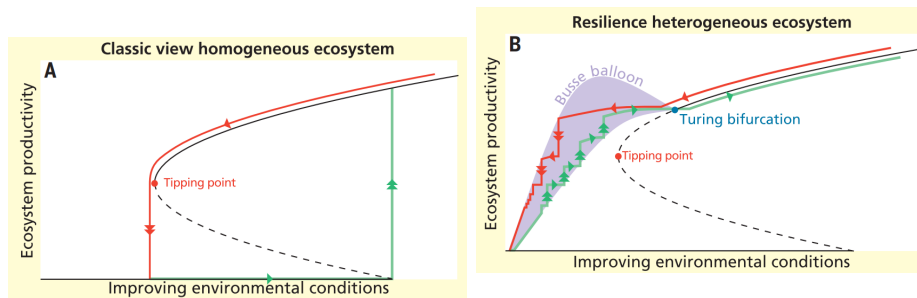 Classic view homogeneous ecosystem
A
Ecosystem productivity
Tipping point
Improving environmental conditions
Resilience heterogeneous ecosystem
B
Ecosystem productivity
Busse balloon
Turing bifurcation
Tipping point
Improving environmental conditions